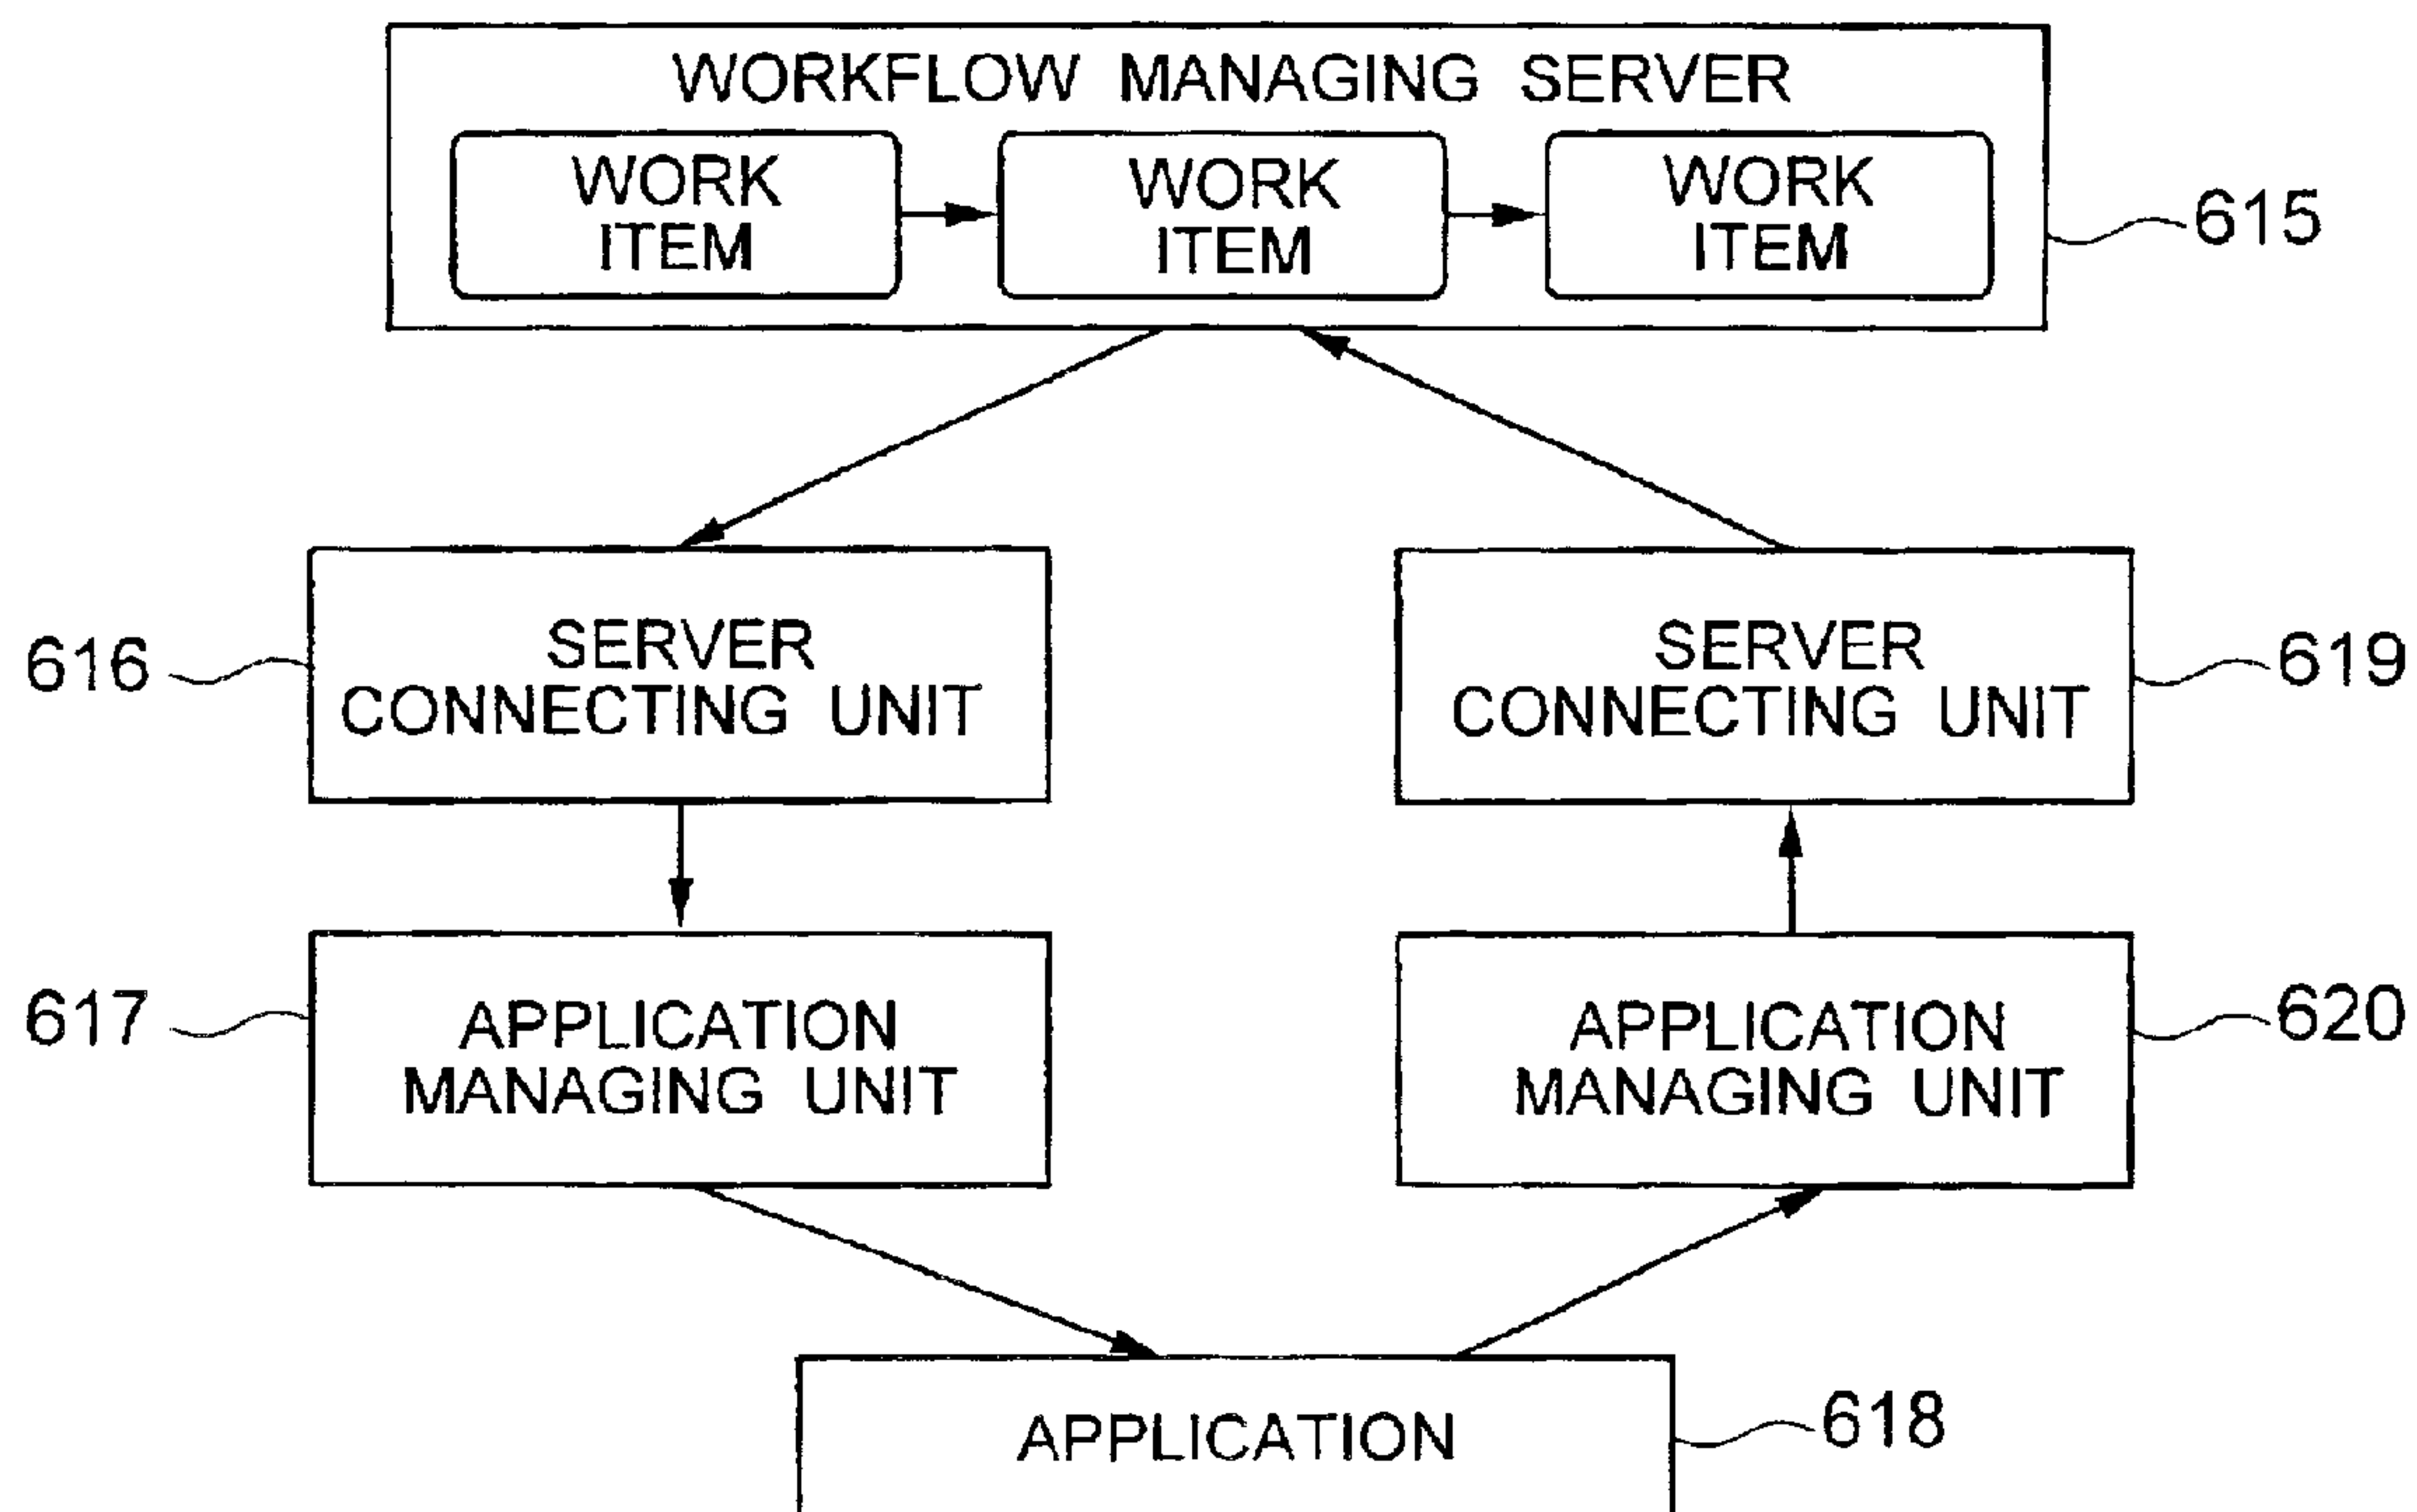 WORKFLOW MANAGING SERVER
WORK WORK WORK
ITEM ITEM ITEM
615
SERVER
CONNECTING UNIT
616
SERVER
CONNECTING UNIT
619
APPLICATION
MANAGING UNIT
617
APPLICATION
MANAGING UNIT
620
APPLICATION
618